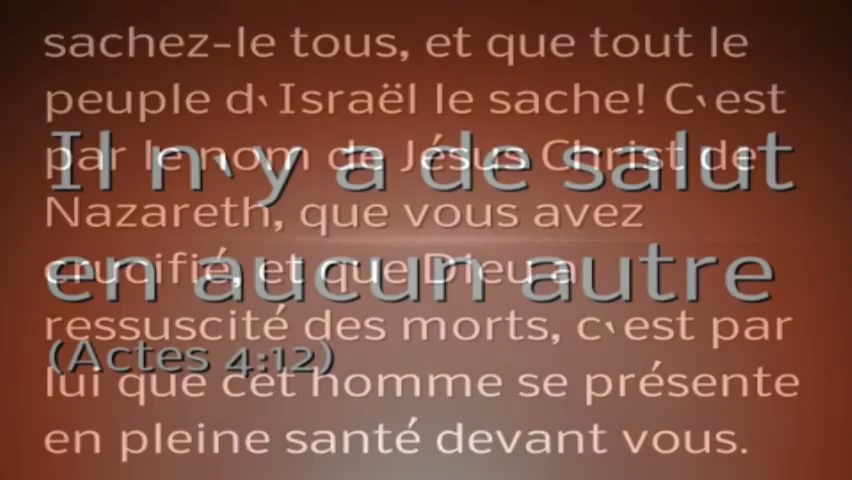 sachez-le tous, et que tout le
peuple d`Israël le sache! C`est
par le nom de Jésus Christ de
Nazareth, que vous avez
crucifié, et que Dieu a
ressuscité des morts, c`est par
lui que cet homme se présente
en pleine santé devant vous.
Il n`y a de salut
en aucun autre
(Actes 4:12)